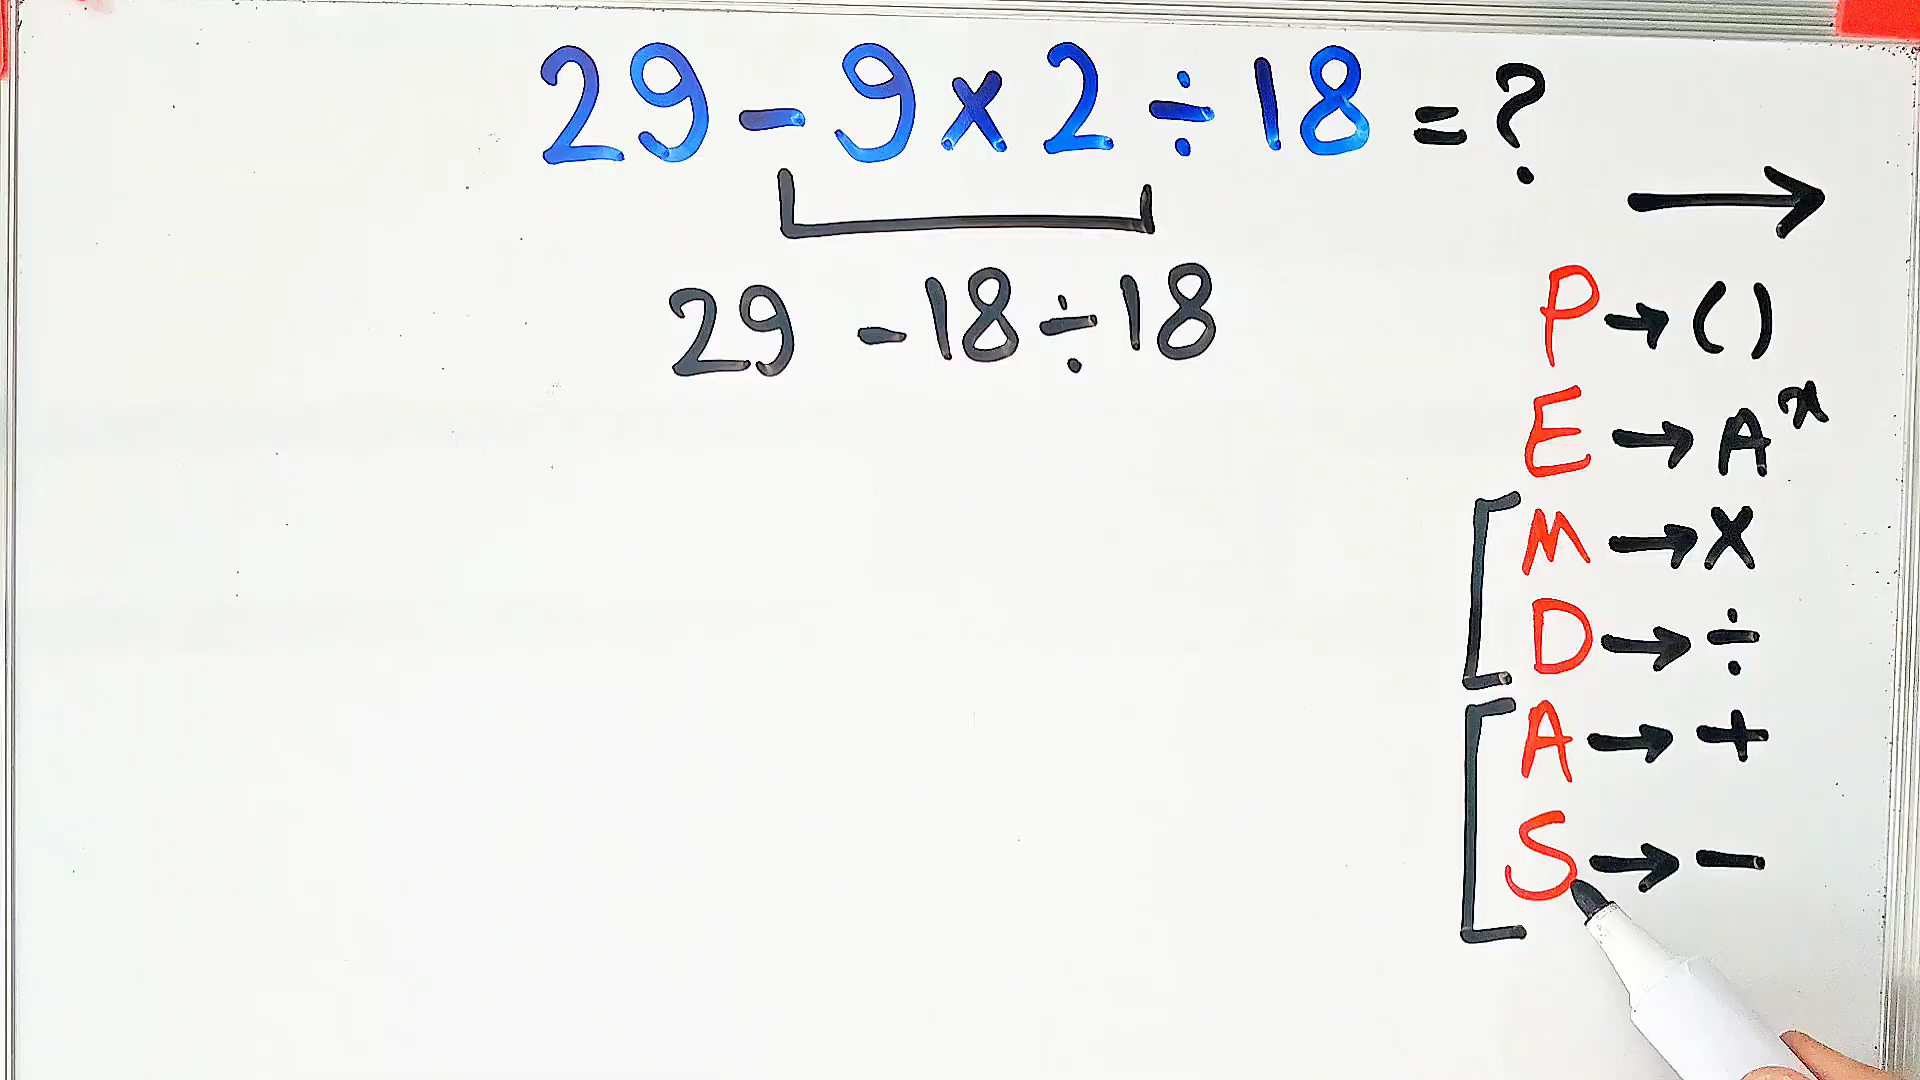 29 - 9 × 2 ÷ 18 = ?
29 - 18 ÷ 18
P → ( )
E → A^x
M → ×
D → ÷
A → +
S → -